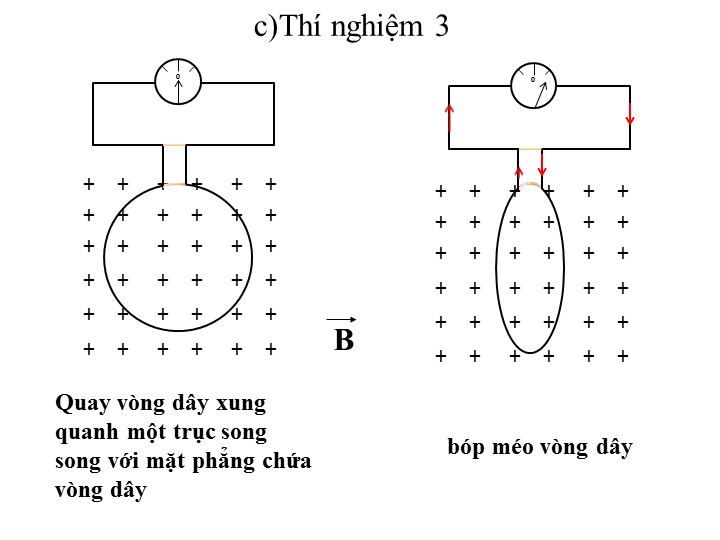 c)Thí nghiệm 3
0
0
+ + + + + +
+ + + + + +
+ + + + + +
+ + + + + +
+ + + + + +
+ + + + + +
+ + + + + +
+ + + + + +
+ + + + + +
+ + + + + +
+ + + + + +
+ + + + + +
B
Quay vòng dây xung
quanh một trục song
song với mặt phẳng chứa
vòng dây
bóp méo vòng dây